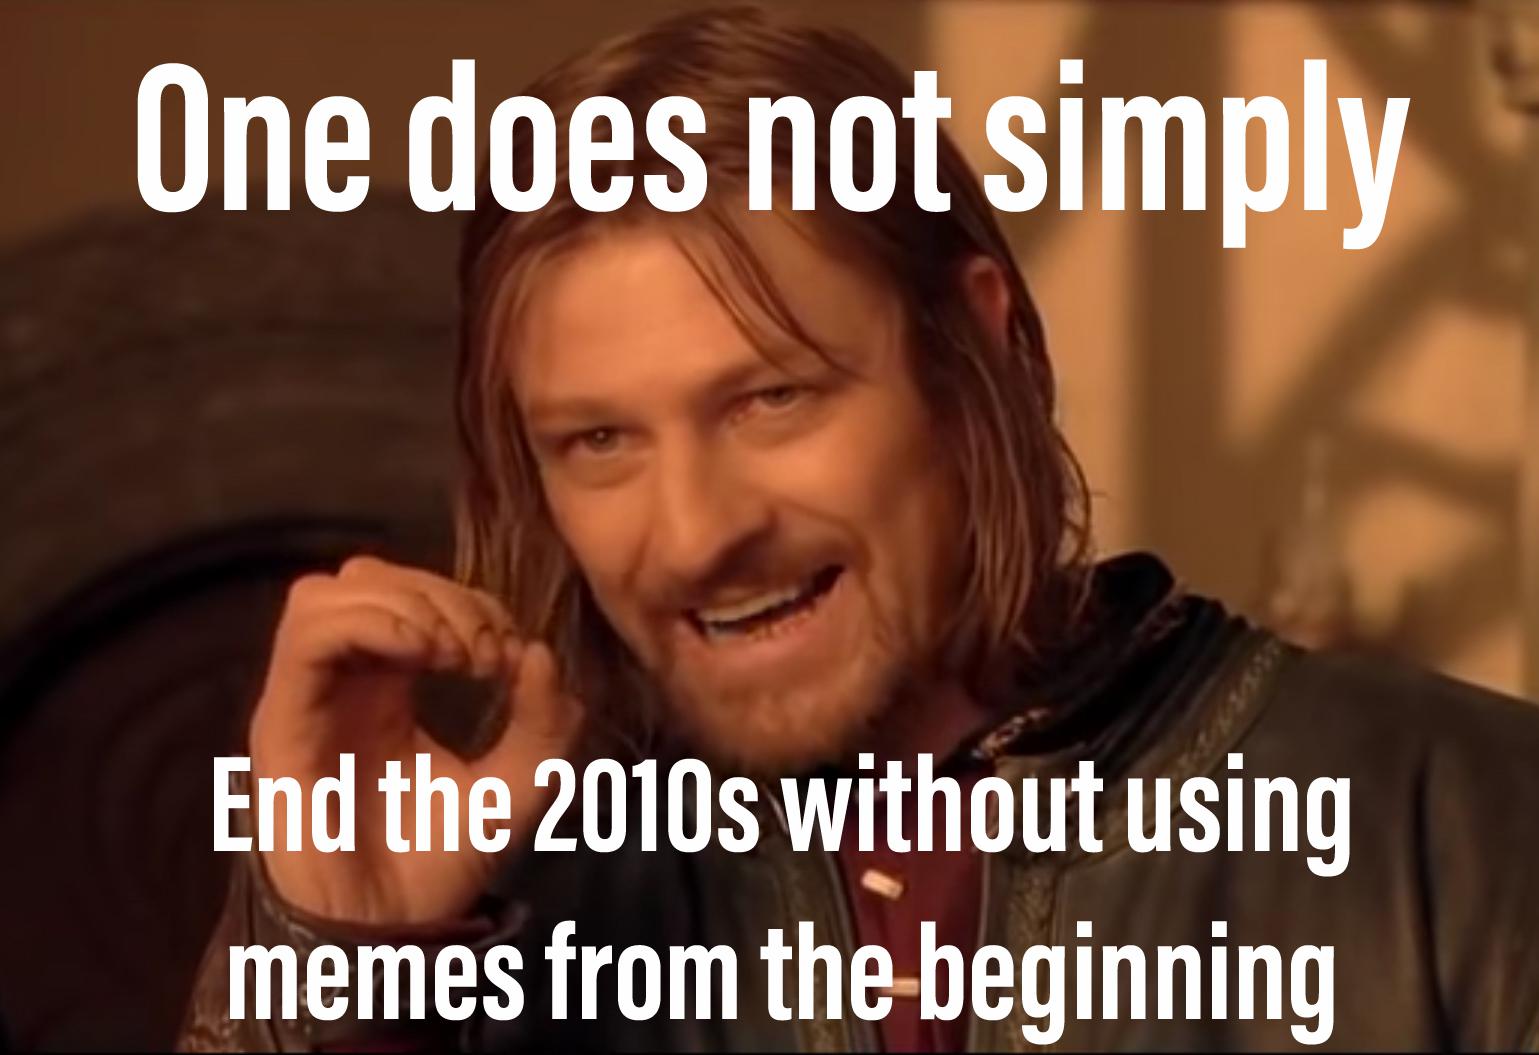 One does not simply
End the 2010s without using
memes from the beginning